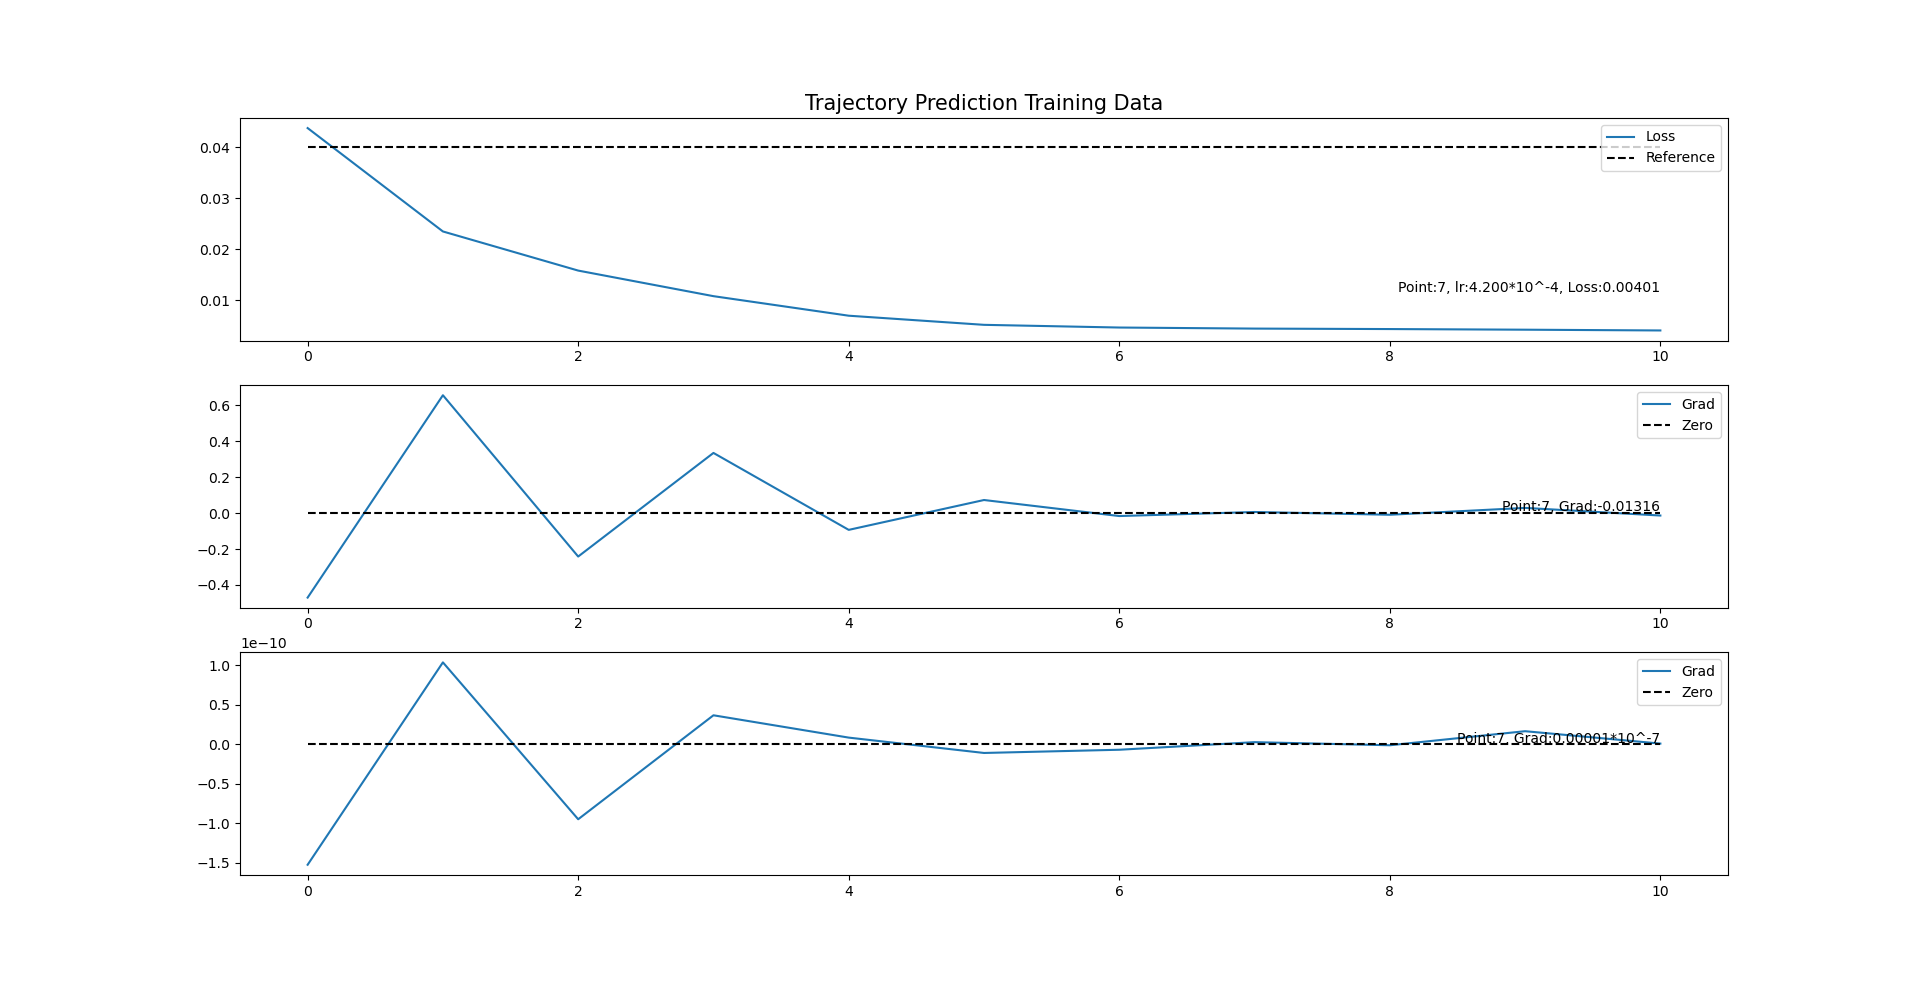 Trajectory Prediction Training Data
Loss
Reference
0.04
0.03
0.02
0.01
Point:7, lr:4.200*10^-4, Loss:0.00401
0 2 4 6 8 10
Grad
Zero
0.6
0.4
0.2
0.0
−0.2
−0.4
Point:7, Grad:-0.01316
0 2 4 6 8 10
1e−10
Grad
Zero
1.0
0.5
0.0
−0.5
−1.0
−1.5
Point:7, Grad:0.00001*10^-7
0 2 4 6 8 10